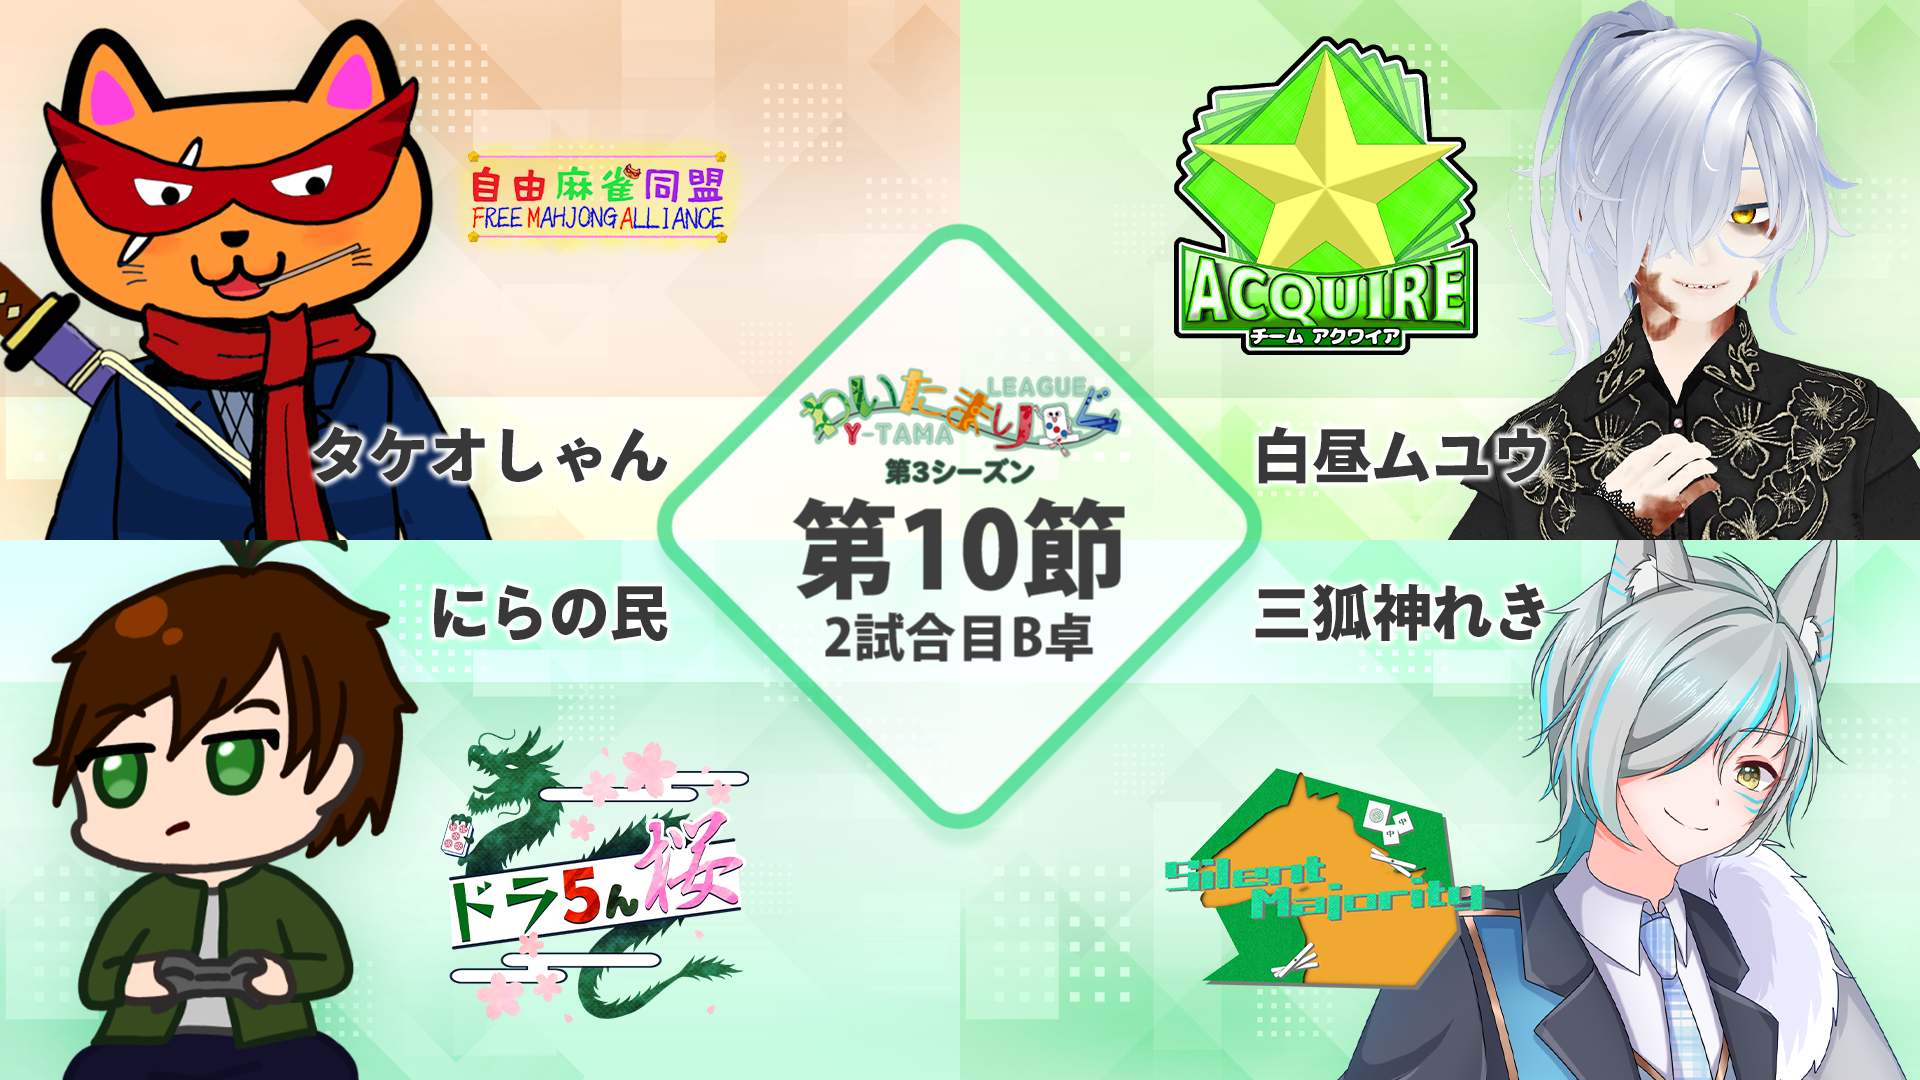 自由麻雀同盟
FREE MAHJONG ALLIANCE
タケオしゃん
ACQUIRE
チーム アクワイア
白昼ムユウ
わいたまりーぐ
LEAGUE
Y-TAMA
第3シーズン
第10節
2試合目B卓
にらの民
ドラ5ん桜
三狐神れき
中
中
Silent
Majority